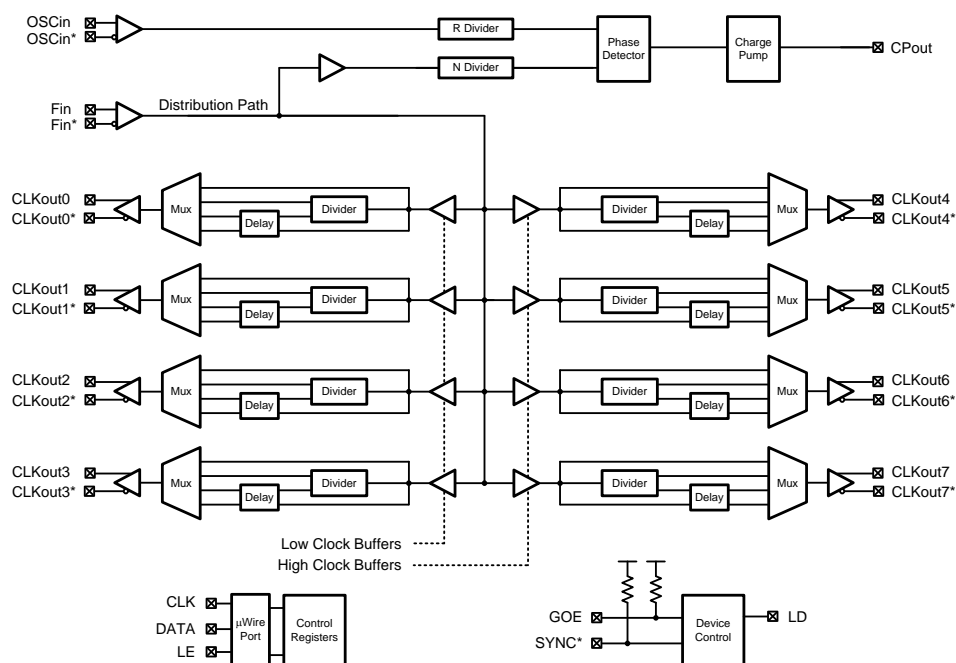 OSCin
OSCin*
R Divider
Phase
Detector
Charge
Pump
CPout
N Divider
Fin
Fin*
Distribution Path
CLKout0
CLKout0*
Mux
Divider
Delay
Divider
Delay
Mux
CLKout4
CLKout4*
CLKout1
CLKout1*
Mux
Divider
Delay
Divider
Delay
Mux
CLKout5
CLKout5*
CLKout2
CLKout2*
Mux
Divider
Delay
Divider
Delay
Mux
CLKout6
CLKout6*
CLKout3
CLKout3*
Mux
Divider
Delay
Divider
Delay
Mux
CLKout7
CLKout7*
Low Clock Buffers
High Clock Buffers
CLK
DATA
LE
μWire
Port
Control
Registers
GOE
SYNC*
Device
Control
LD